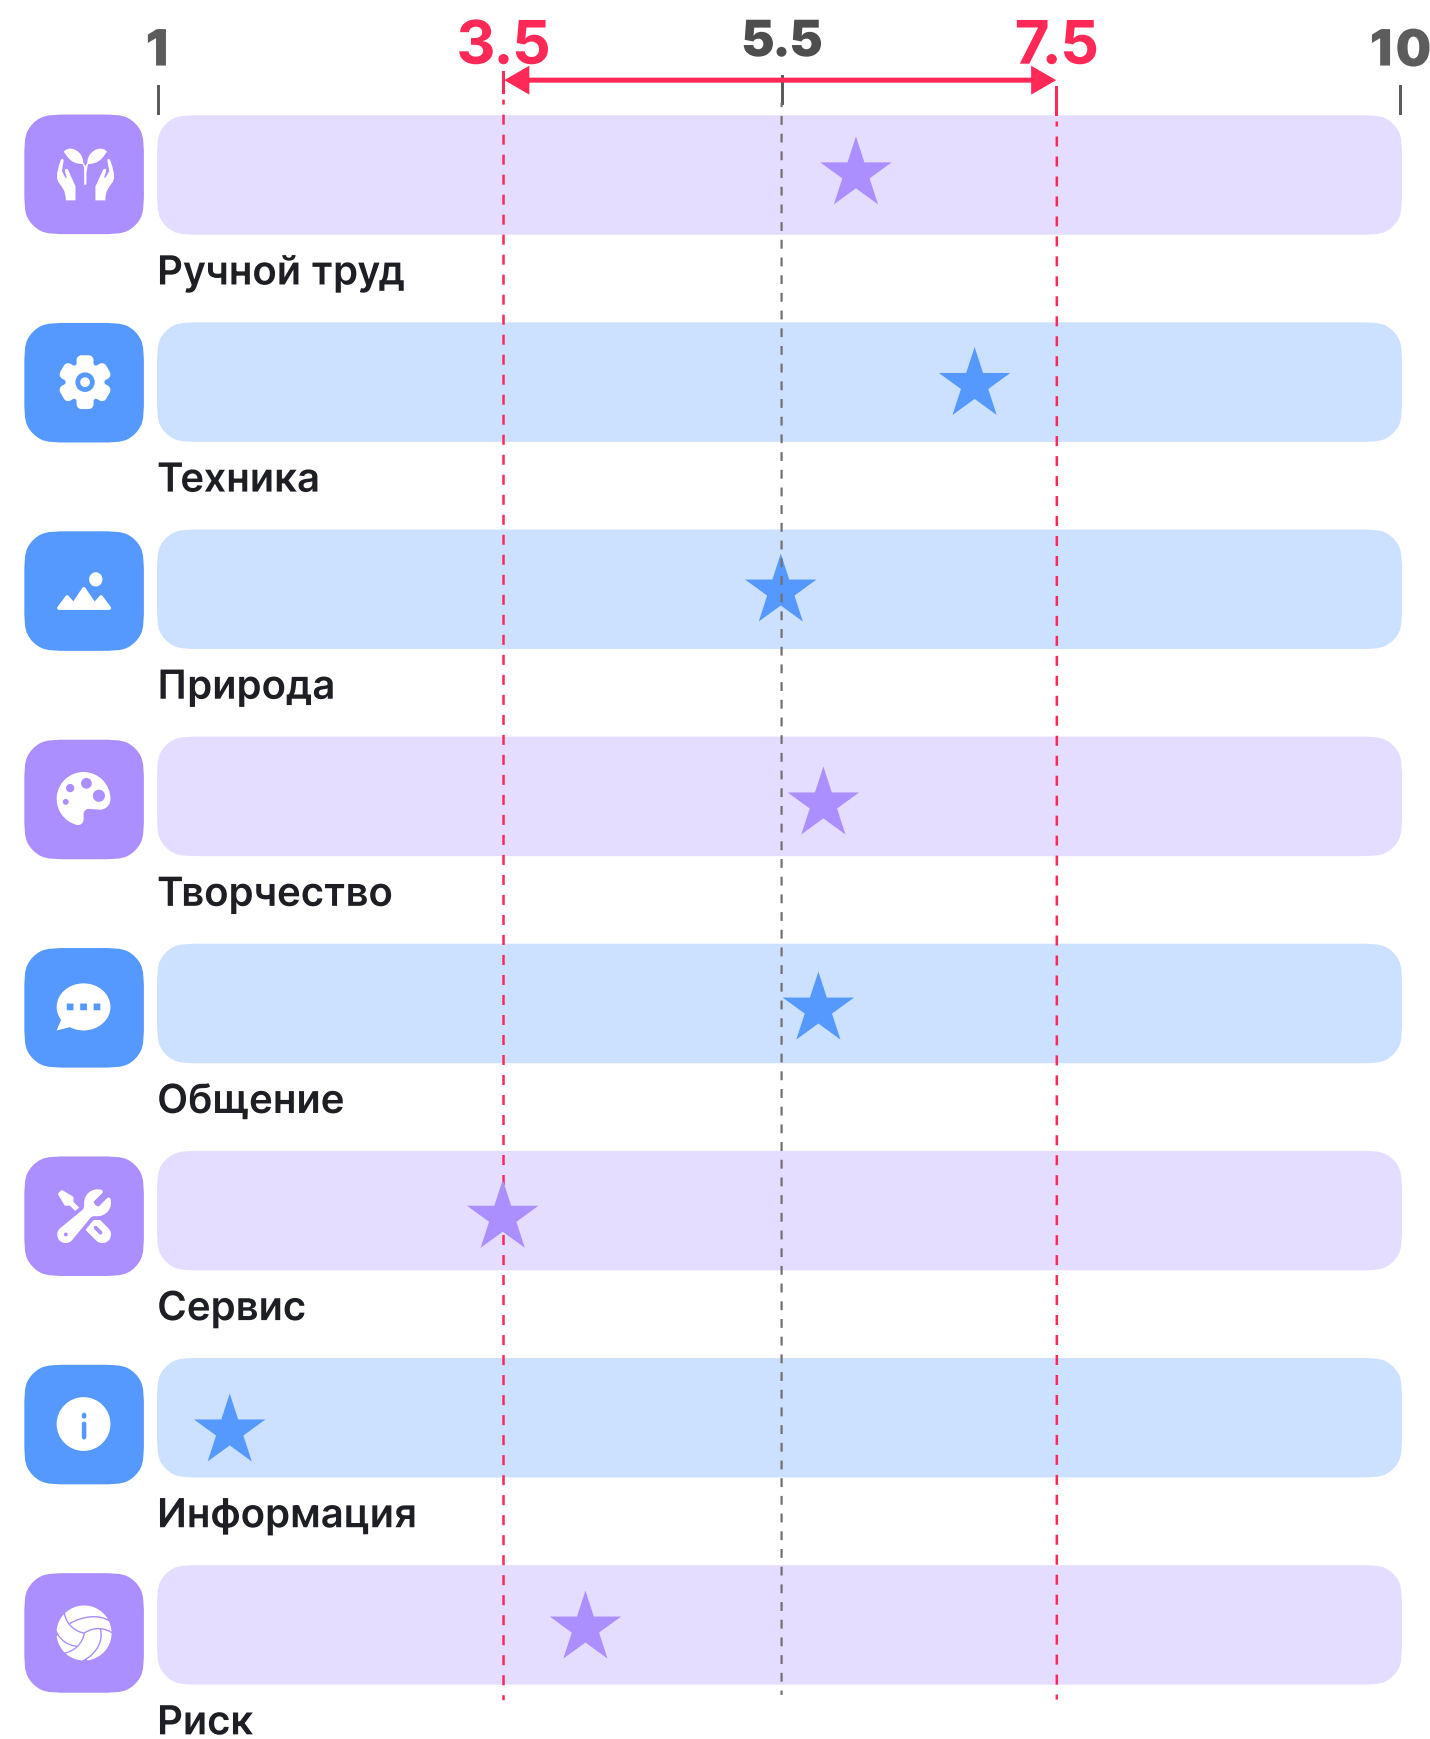 1 3.5 5.5 7.5 10
Ручной труд
Техника
Природа
Творчество
Общение
Сервис
Информация
Риск